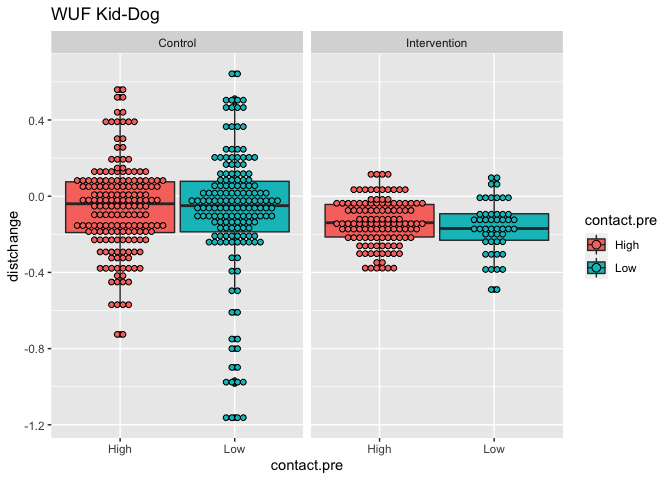 WUF Kid-Dog
Control
Intervention
0.4
0.0
-0.4
-0.8
-1.2
distchange
High
Low
High
Low
contact.pre
contact.pre
High
Low